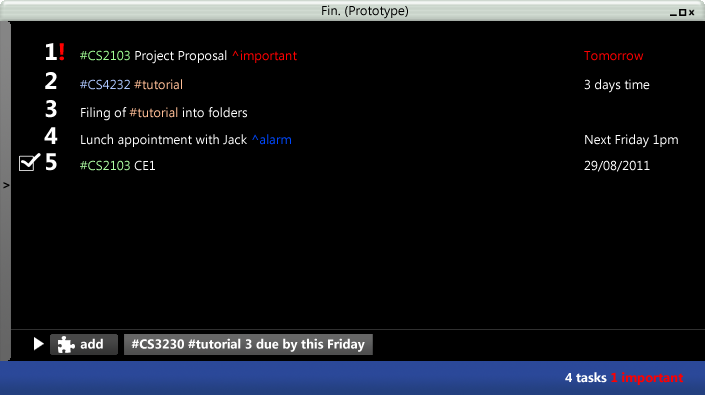 Fin. (Prototype)
1! #CS2103 Project Proposal ^important Tomorrow
2 #CS4232 #tutorial 3 days time
3 Filing of #tutorial into folders
4 Lunch appointment with Jack ^alarm Next Friday 1pm
5 #CS2103 CE1 29/08/2011
>
add #CS3230 #tutorial 3 due by this Friday
4 tasks 1 important